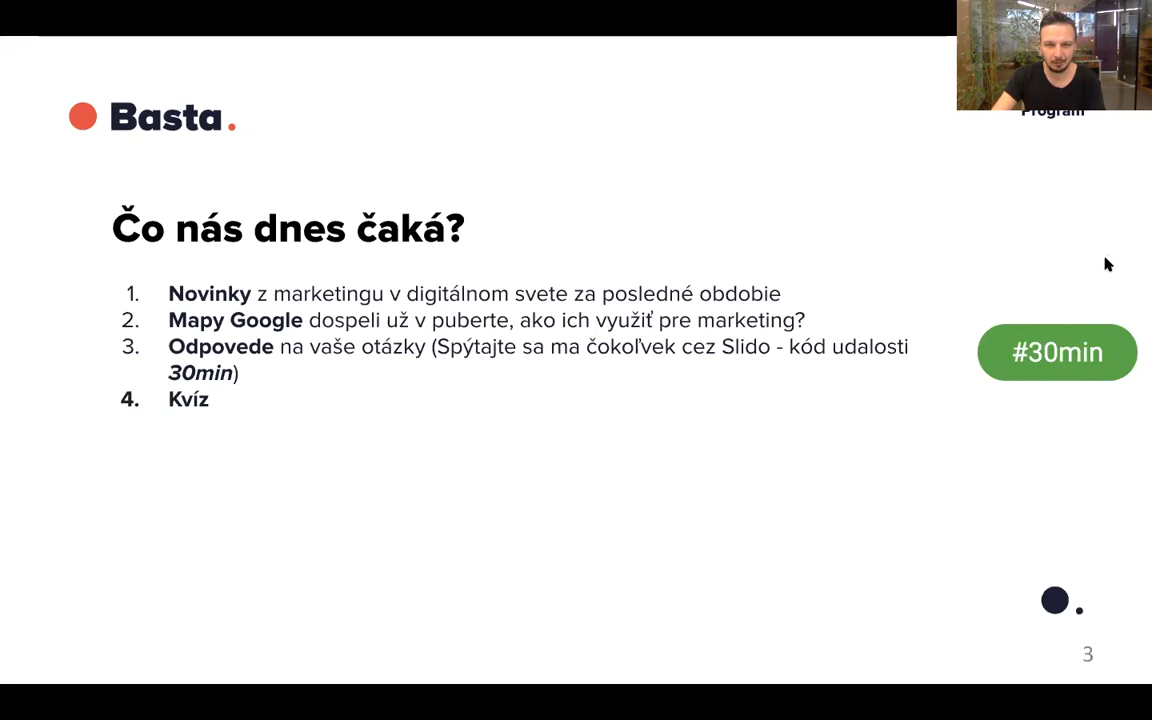 Program
Basta.
Čo nás dnes čaká?
1. Novinky z marketingu v digitálnom svete za posledné obdobie
2. Mapy Google dospeli už v puberte, ako ich využiť pre marketing?
3. Odpovede na vaše otázky (Spýtajte sa ma čokoľvek cez Slido - kód udalosti
30min)
4. Kvíz
#30min
3